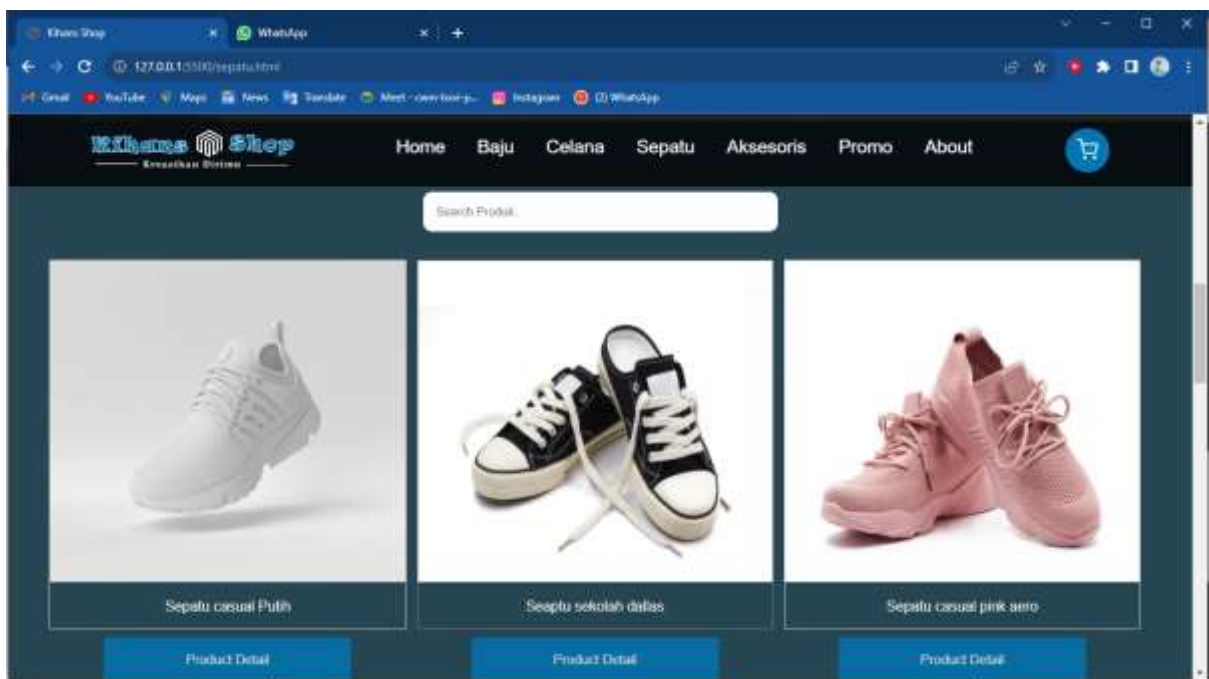 Kihans Shop
WhatsApp
127.0.0.1:5500/sepatu.html
Gmail YouTube Maps News Translate Meet Instagram (2) WhatsApp
Kihans Shop
Home Baju Celana Sepatu Aksesoris Promo About
Search Produk..
Sepatu casual Putih Seaptu sekolah dallas Sepatu casual pink aero
Product Detail Product Detail Product Detail